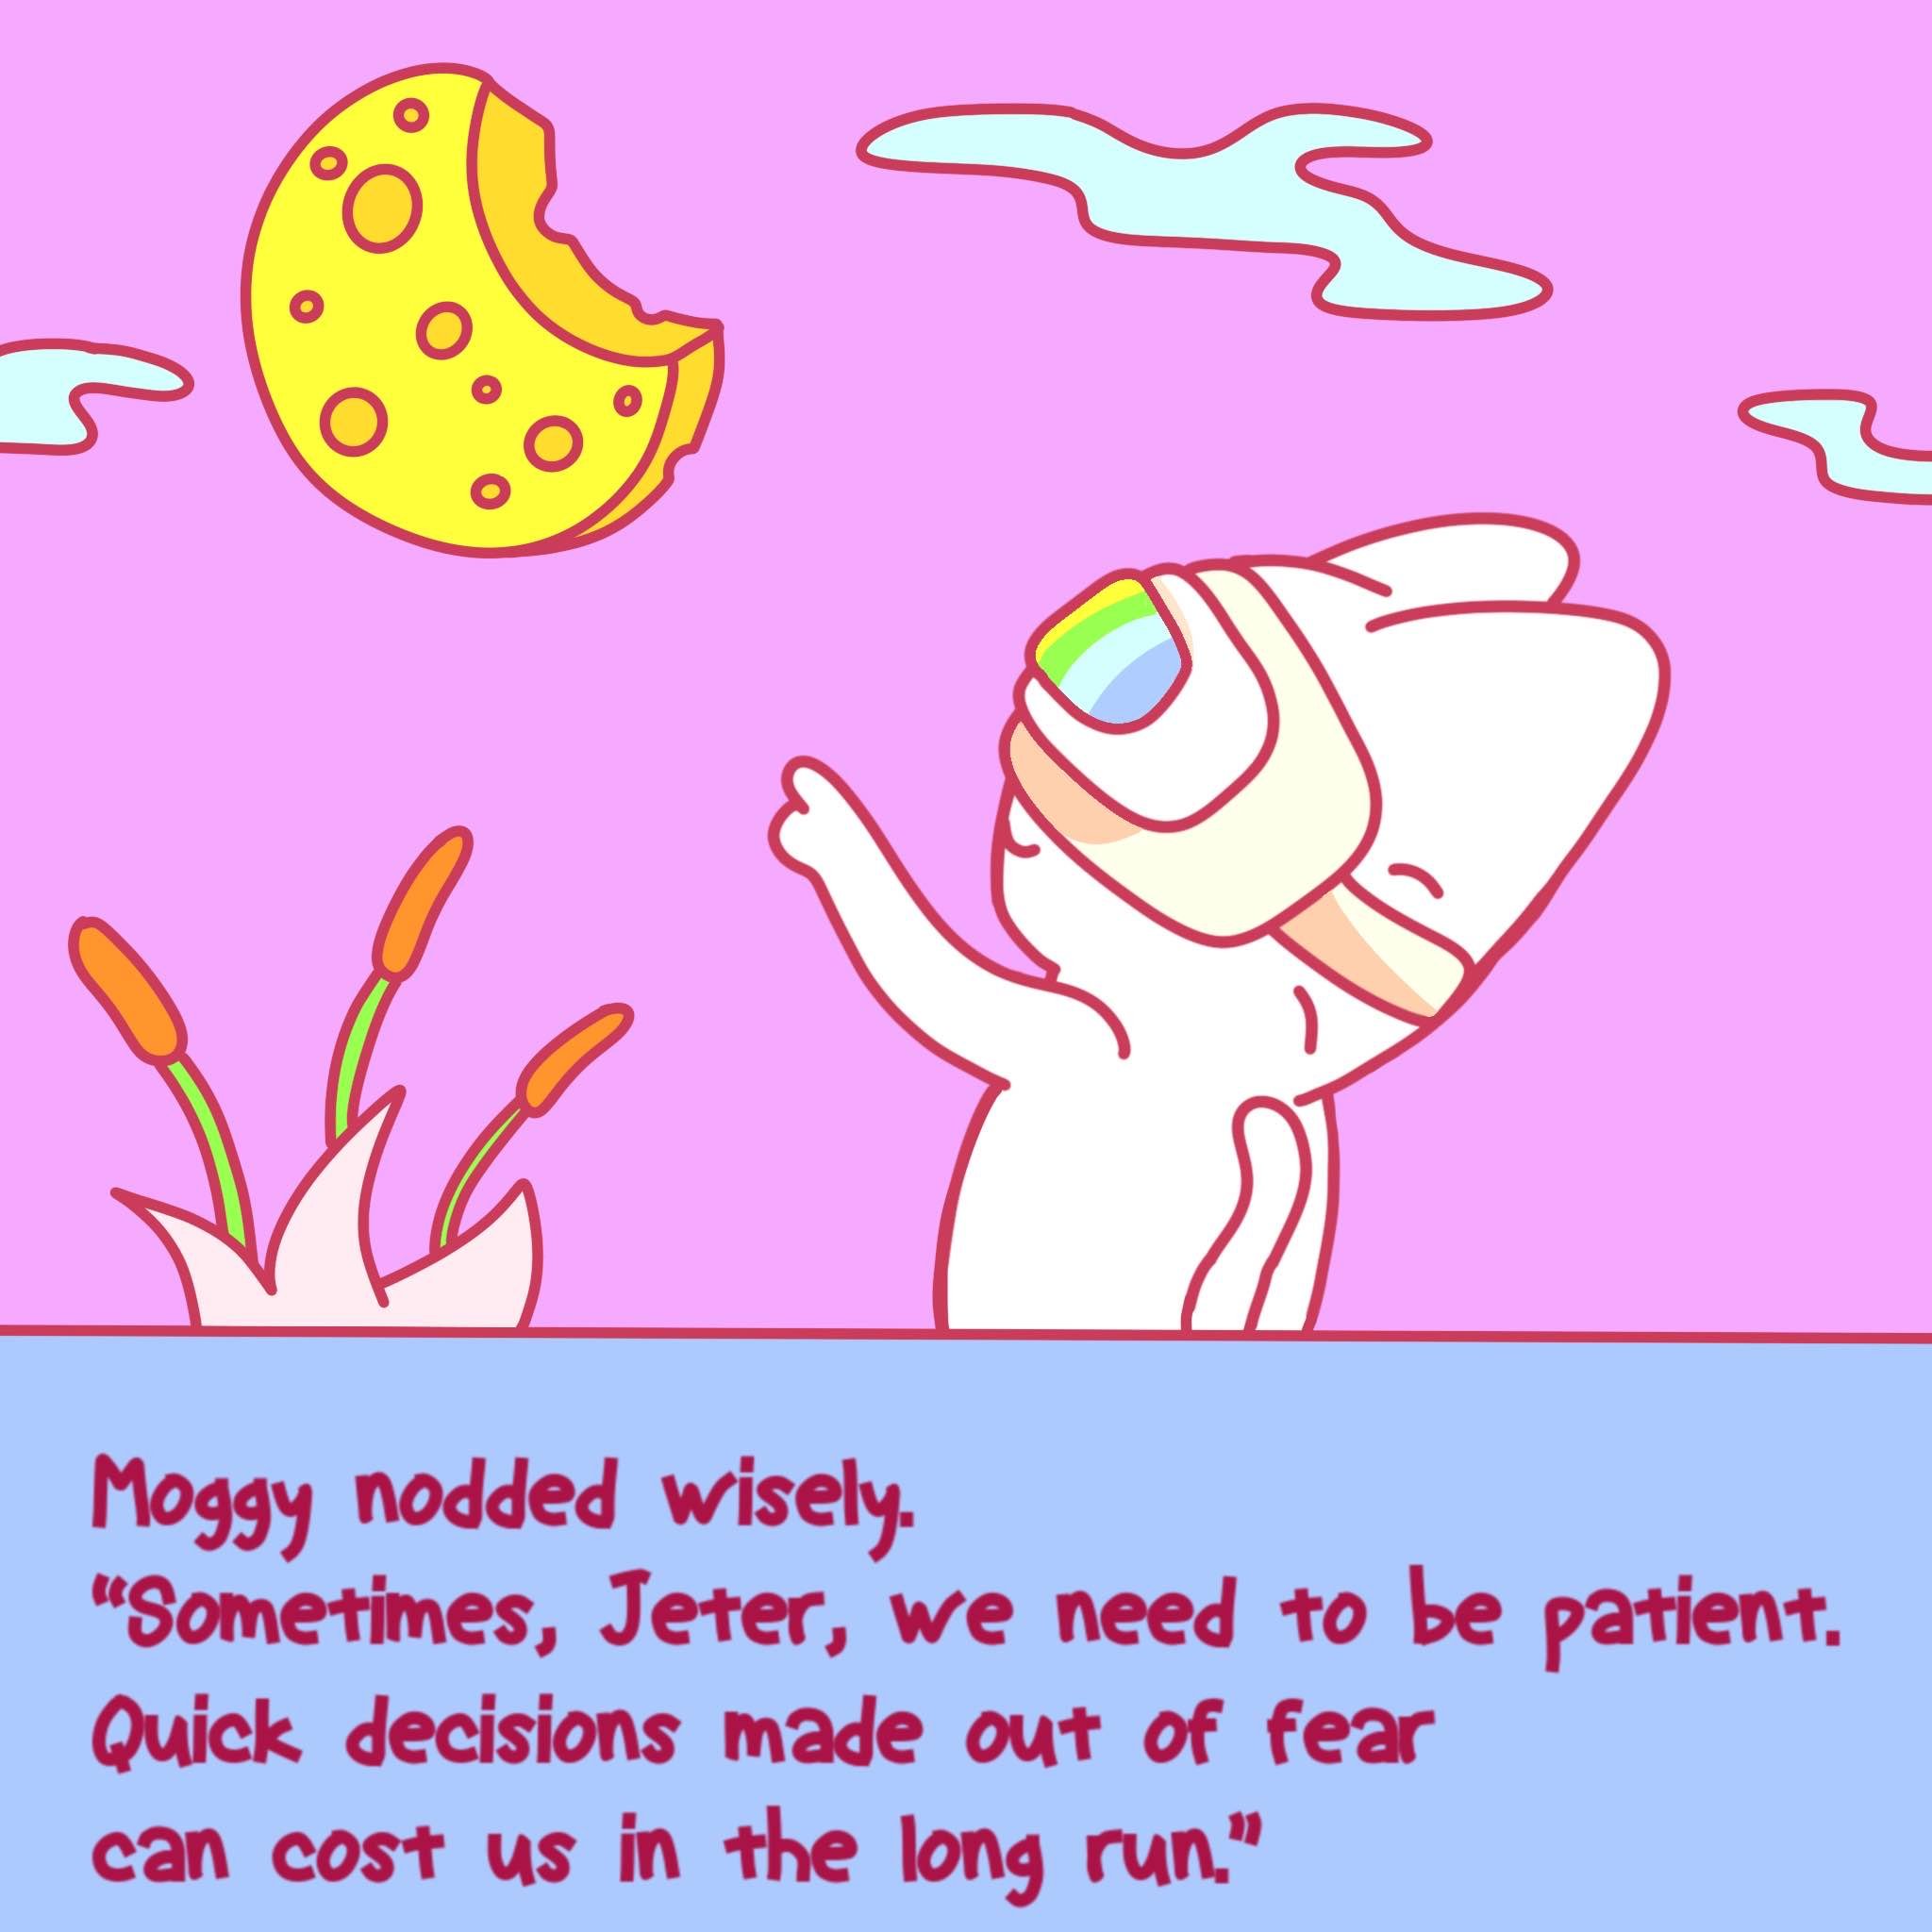 Moggy nodded wisely.
“Sometimes, Jeter, we need to be patient.
Quick decisions made out of fear
can cost us in the long run.”